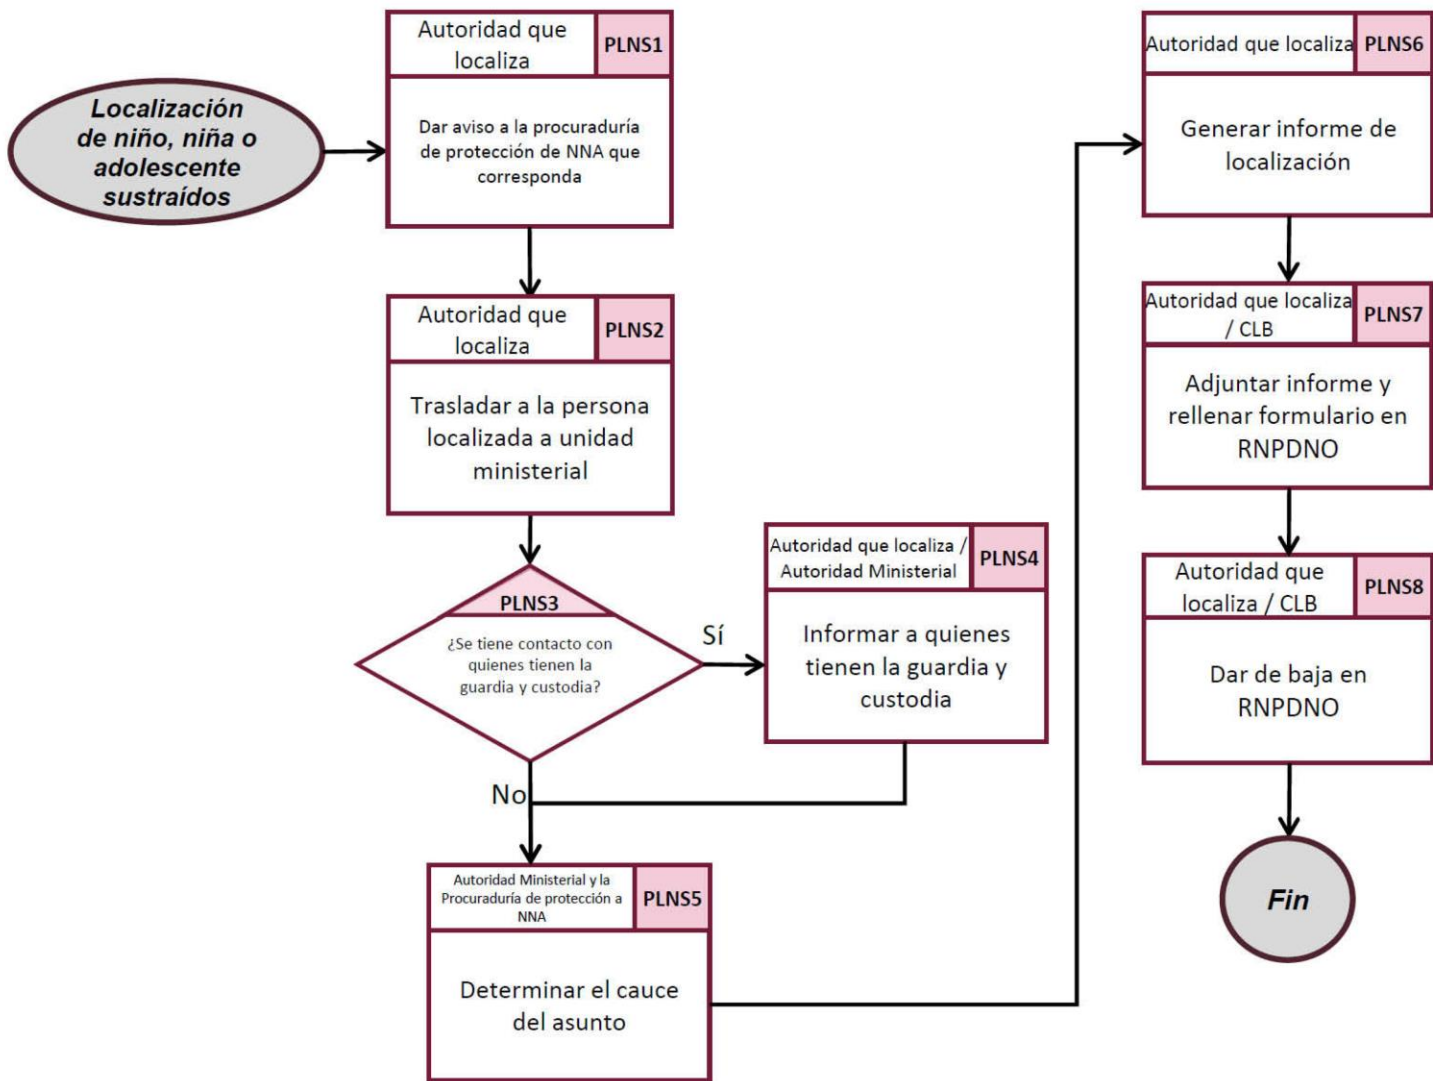 Localización
de niño, niña o
adolescente
sustraídos
Autoridad que
localiza
PLNS1
Dar aviso a la procuraduría
de protección de NNA que
corresponda
Autoridad que
localiza
PLNS2
Trasladar a la persona
localizada a unidad
ministerial
PLNS3
¿Se tiene contacto con
quienes tienen la
guardia y custodia?
Sí
No
Autoridad que localiza /
Autoridad Ministerial
PLNS4
Informar a quienes
tienen la guardia y
custodia
Autoridad Ministerial y la
Procuraduría de protección a
NNA
PLNS5
Determinar el cauce
del asunto
Autoridad que localiza
PLNS6
Generar informe de
localización
Autoridad que localiza
/ CLB
PLNS7
Adjuntar informe y
rellenar formulario en
RNPDNO
Autoridad que
localiza / CLB
PLNS8
Dar de baja en
RNPDNO
Fin